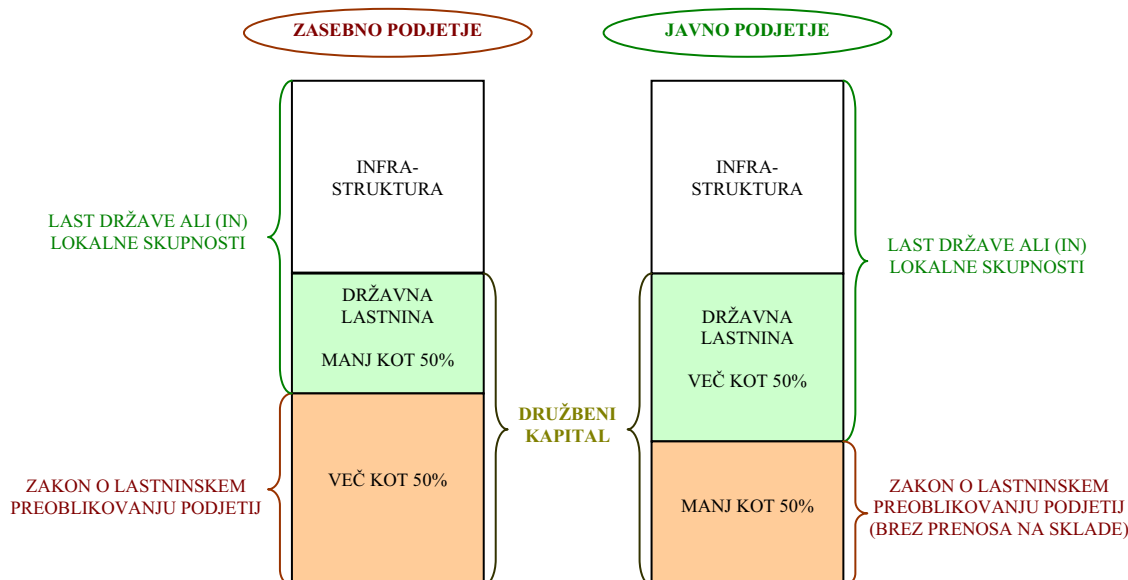 ZASEBNO PODJETJE
JAVNO PODJETJE
INFRA-
STRUKTURA
INFRA-
STRUKTURA
LAST DRŽAVE ALI (IN)
LOKALNE SKUPNOSTI
LAST DRŽAVE ALI (IN)
LOKALNE SKUPNOSTI
DRŽAVNA
LASTNINA
MANJ KOT 50%
DRŽAVNA
LASTNINA
VEČ KOT 50%
DRUŽBENI
KAPITAL
ZAKON O LASTNINSKEM
PREOBLIKOVANJU PODJETIJ
VEČ KOT 50%
MANJ KOT 50%
ZAKON O LASTNINSKEM
PREOBLIKOVANJU PODJETIJ
(BREZ PRENOSA NA SKLADE)